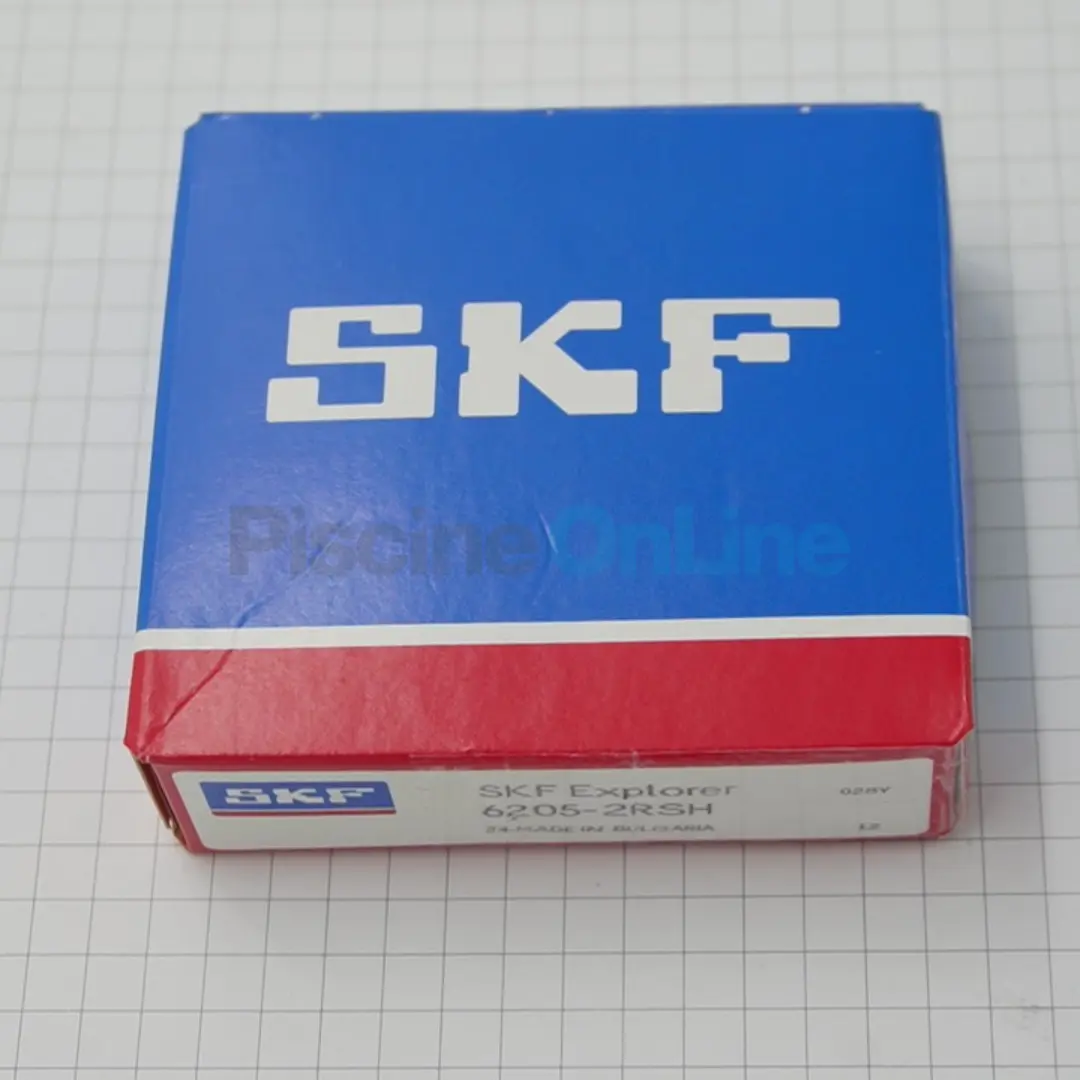 SKF
PiscineOnLine
SKF
SKF Explorer
6205-2RSH
24-MADE IN BULGARIA
028Y
12